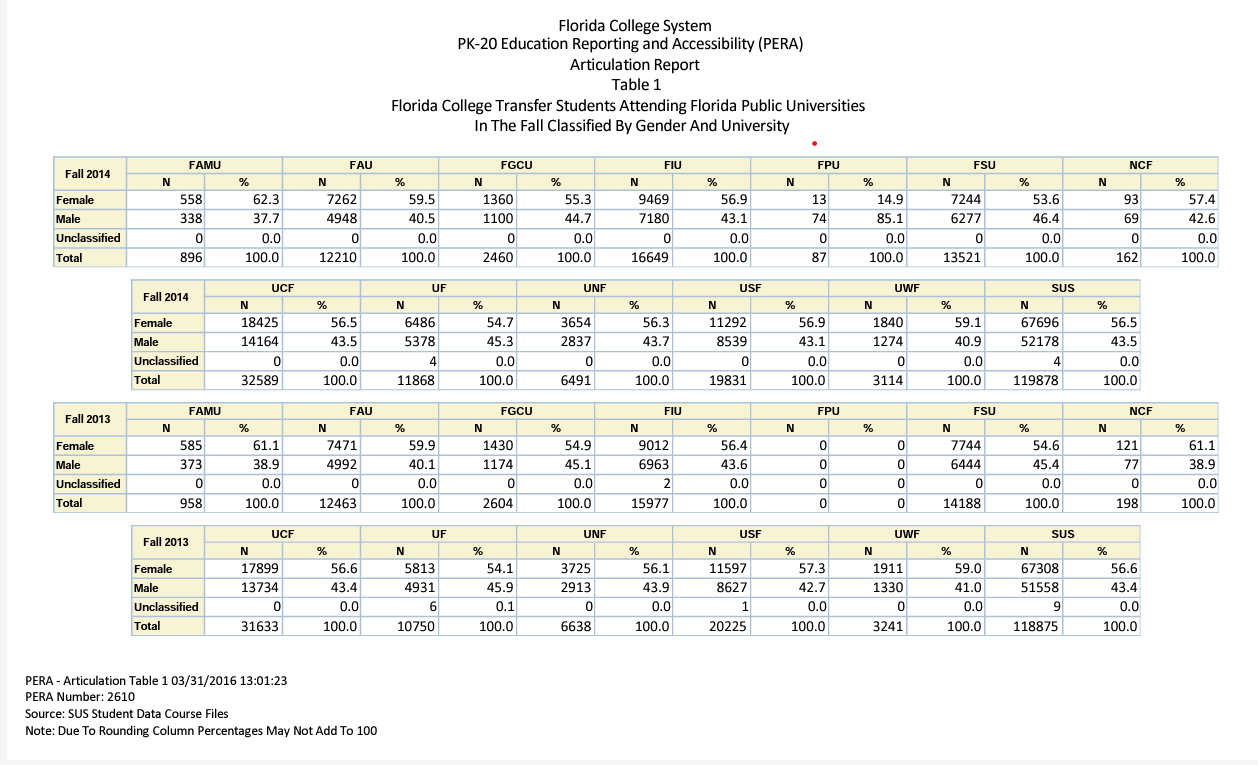 Florida College System
PK-20 Education Reporting and Accessibility (PERA)
Articulation Report
Table 1
Florida College Transfer Students Attending Florida Public Universities
In The Fall Classified By Gender And University
Fall 2014 FAMU FAU FGCU FIU FPU FSU NCF
N % N % N % N % N % N % N %
Female 558 62.3 7262 59.5 1360 55.3 9469 56.9 13 14.9 7244 53.6 93 57.4
Male 338 37.7 4948 40.5 1100 44.7 7180 43.1 74 85.1 6277 46.4 69 42.6
Unclassified 0 0.0 0 0.0 0 0.0 0 0.0 0 0.0 0 0.0 0 0.0
Total 896 100.0 12210 100.0 2460 100.0 16649 100.0 87 100.0 13521 100.0 162 100.0
Fall 2014 UCF UF UNF USF UWF SUS
N % N % N % N % N % N %
Female 18425 56.5 6486 54.7 3654 56.3 11292 56.9 1840 59.1 67696 56.5
Male 14164 43.5 5378 45.3 2837 43.7 8539 43.1 1274 40.9 52178 43.5
Unclassified 0 0.0 4 0.0 0 0.0 0 0.0 0 0.0 4 0.0
Total 32589 100.0 11868 100.0 6491 100.0 19831 100.0 3114 100.0 119878 100.0
Fall 2013 FAMU FAU FGCU FIU FPU FSU NCF
N % N % N % N % N % N % N %
Female 585 61.1 7471 59.9 1430 54.9 9012 56.4 0 0 7744 54.6 121 61.1
Male 373 38.9 4992 40.1 1174 45.1 6963 43.6 0 0 6444 45.4 77 38.9
Unclassified 0 0.0 0 0.0 0 0.0 2 0.0 0 0 0 0.0 0 0.0
Total 958 100.0 12463 100.0 2604 100.0 15977 100.0 0 0 14188 100.0 198 100.0
Fall 2013 UCF UF UNF USF UWF SUS
N % N % N % N % N % N %
Female 17899 56.6 5813 54.1 3725 56.1 11597 57.3 1911 59.0 67308 56.6
Male 13734 43.4 4931 45.9 2913 43.9 8627 42.7 1330 41.0 51558 43.4
Unclassified 0 0.0 6 0.1 0 0.0 1 0.0 0 0.0 9 0.0
Total 31633 100.0 10750 100.0 6638 100.0 20225 100.0 3241 100.0 118875 100.0
PERA - Articulation Table 1 03/31/2016 13:01:23
PERA Number: 2610
Source: SUS Student Data Course Files
Note: Due To Rounding Column Percentages May Not Add To 100